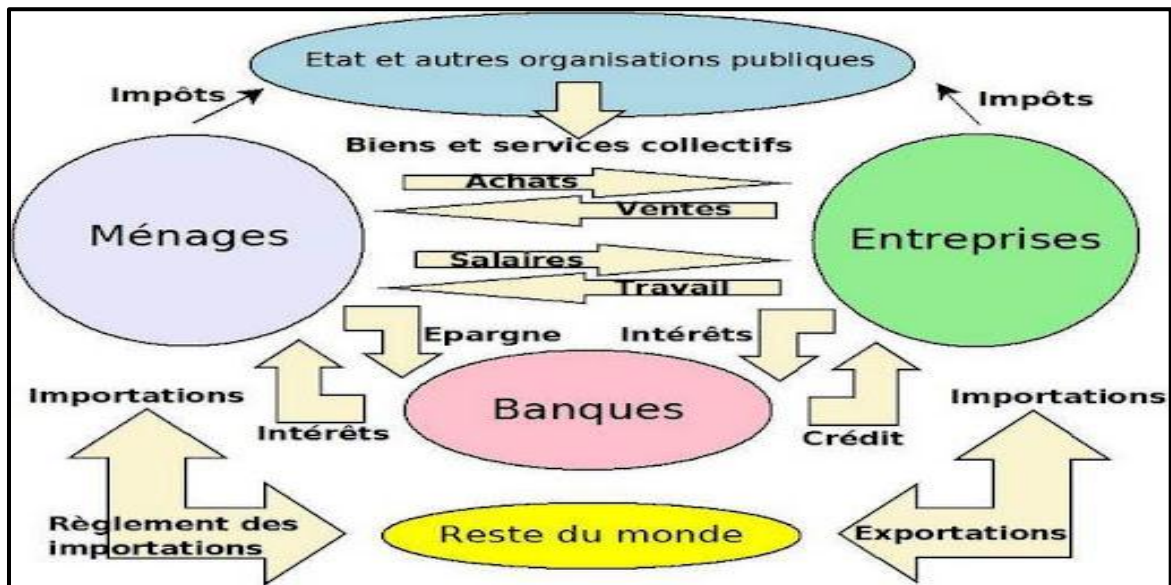 Etat et autres organisations publiques
Impôts
Impôts
Biens et services collectifs
Achats
Ventes
Ménages
Entreprises
Salaires
Travail
Epargne
Intérêts
Importations
Banques
Importations
Intérêts
Crédit
Règlement des
importations
Reste du monde
Exportations